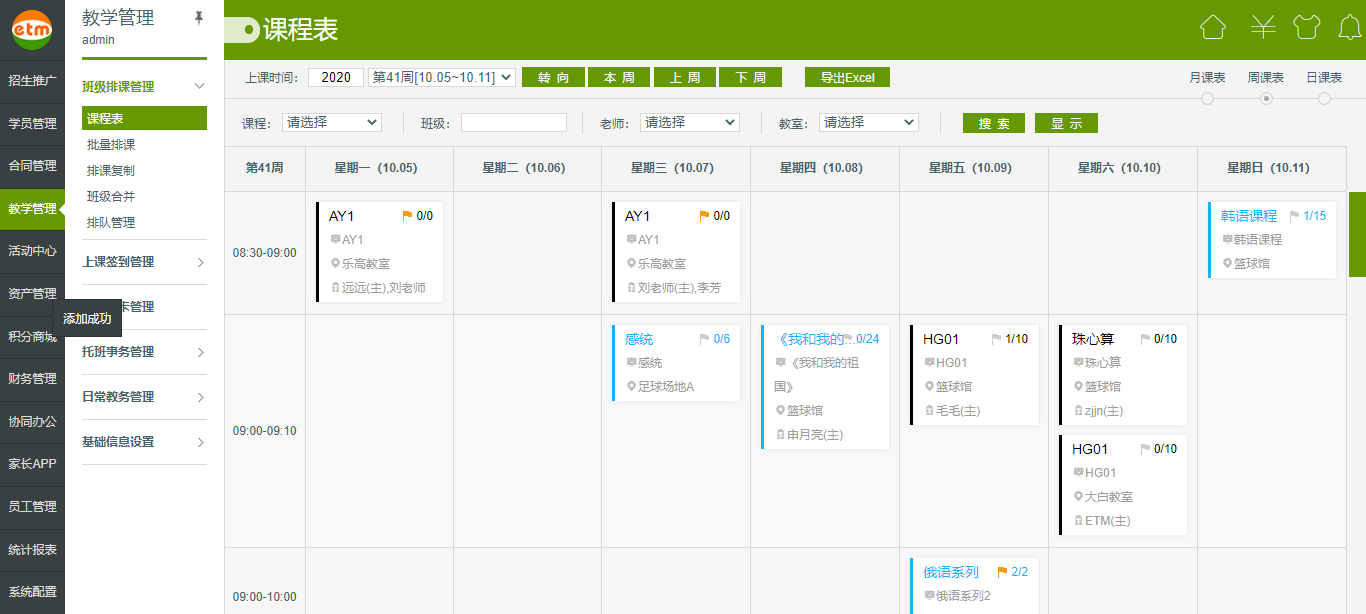 etm
招生推广
学员管理
合同管理
教学管理
活动中心
资产管理
积分商城
财务管理
协同办公
家长APP
员工管理
统计报表
系统配置
添加成功
教学管理
admin
班级排课管理
课程表
批量排课
排课复制
班级合并
排队管理
上课签到管理
卡管理
托班事务管理
日常教务管理
基础信息设置
课程表
上课时间: 2020 第41周[10.05~10.11] 转 向 本 周 上 周 下 周 导出Excel 月课表 周课表 日课表
课程: 请选择 班级: 老师: 请选择 教室: 请选择 搜 索 显 示
第41周 星期一 (10.05) 星期二 (10.06) 星期三 (10.07) 星期四 (10.08) 星期五 (10.09) 星期六 (10.10) 星期日 (10.11)
08:30-09:00
AY1 0/0
AY1
乐高教室
远远(主),刘老师
AY1 0/0
AY1
乐高教室
刘老师(主),李芳
韩语课程 1/15
韩语课程
篮球馆
09:00-09:10
感统 0/6
感统
足球场地A
《我和我的... 0/24
《我和我的祖
国》
篮球馆
申月亮(主)
HG01 1/10
HG01
篮球馆
毛毛(主)
珠心算 0/10
珠心算
篮球馆
zjjn(主)
HG01 0/10
HG01
大白教室
ETM(主)
09:00-10:00
俄语系列 2/2
俄语系列2